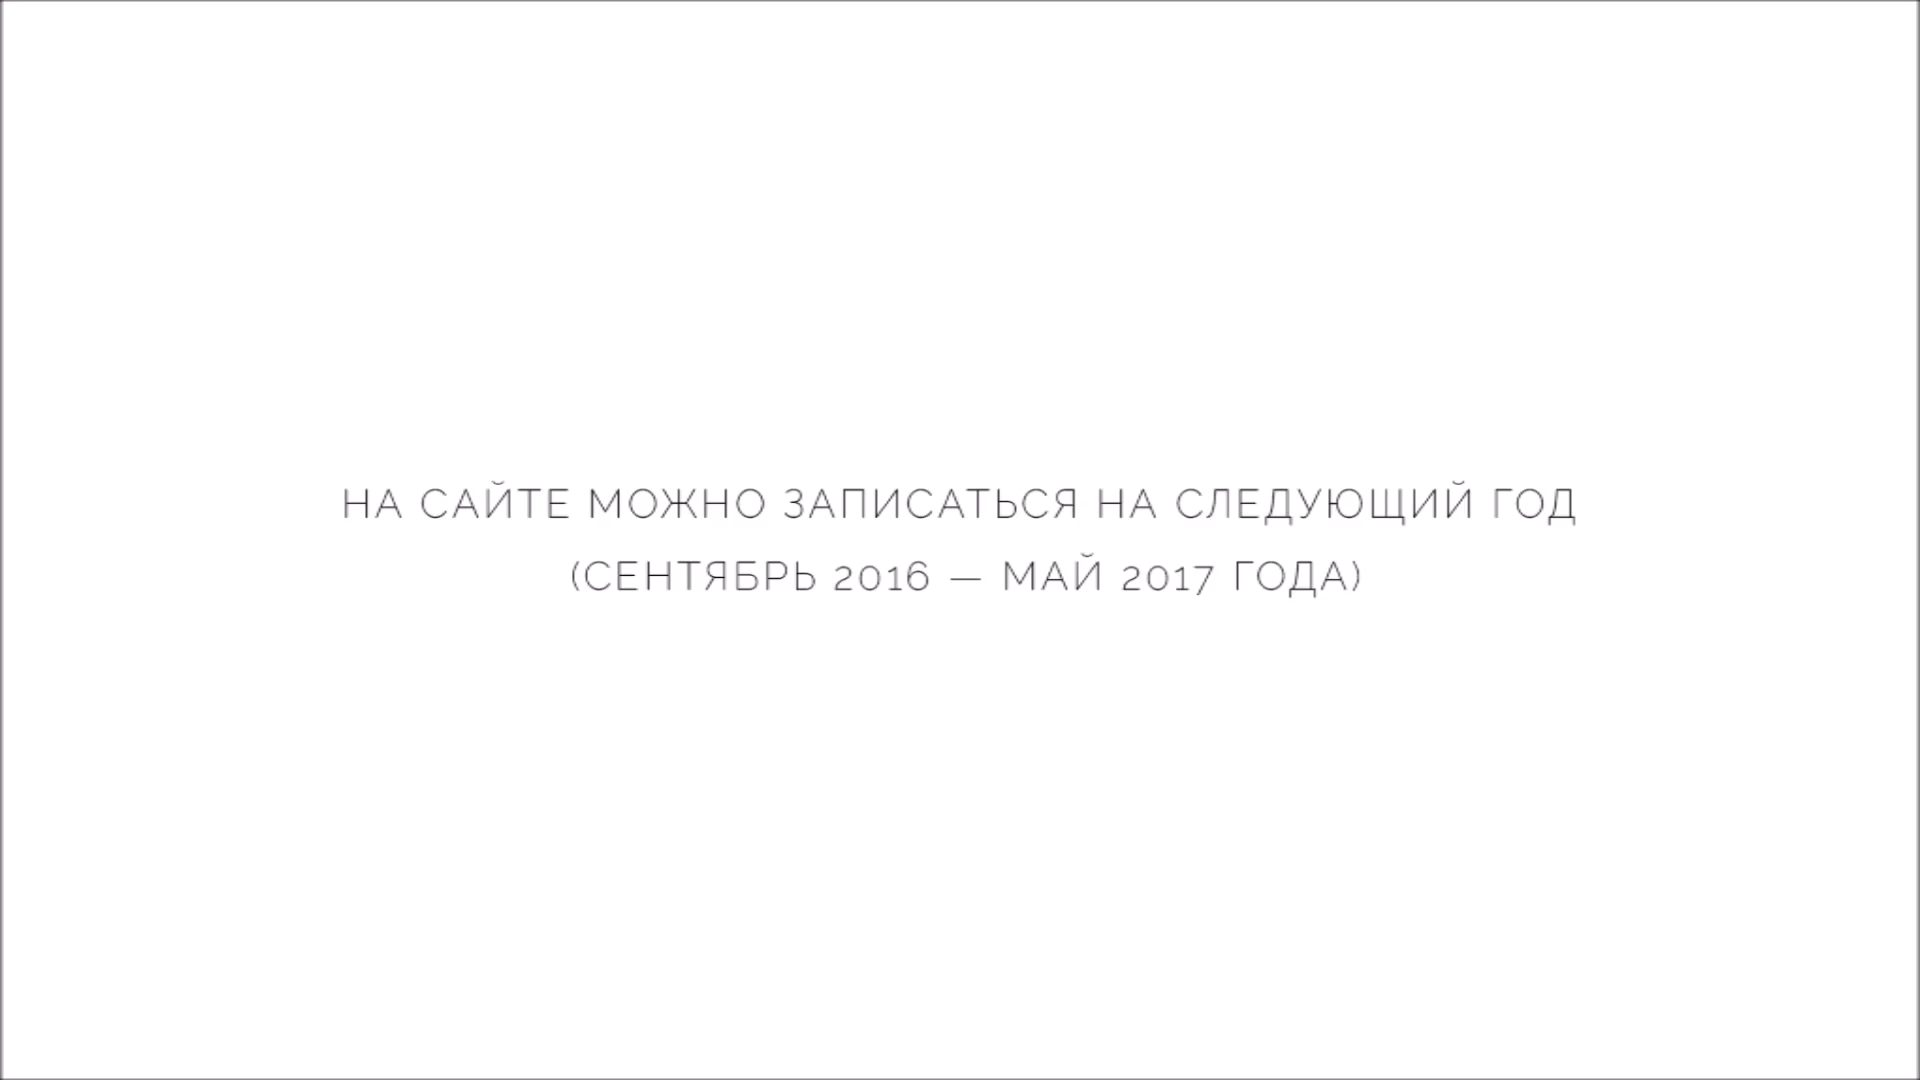 НА САЙТЕ МОЖНО ЗАПИСАТЬСЯ НА СЛЕДУЮЩИЙ ГОД
(СЕНТЯБРЬ 2016 — МАЙ 2017 ГОДА)